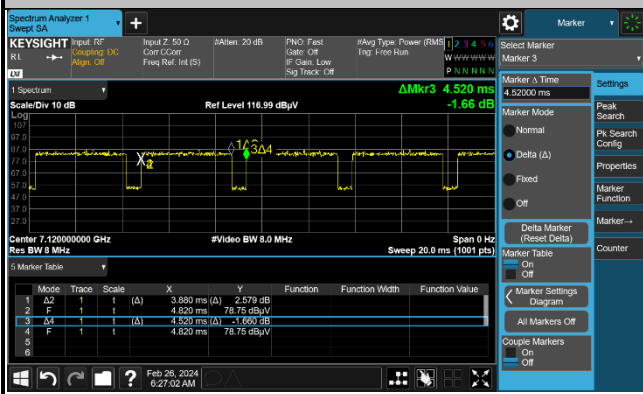 Spectrum Analyzer 1
Swept SA
Marker
KEYSIGHT Input: RF Input Z: 50 Ω #Atten: 20 dB PNO: Fast #Avg Type: Power (RMS 1 2 3 4 5 6
RL Coupling: DC Corr CCorr Gate: Off Trig: Free Run W W W W W W
Align: Off Freq Ref: Int (S) IF Gain: Low P N N N N N
Sig Track: Off
LXI
Select Marker
Marker 3
1 Spectrum
ΔMkr3 4.520 ms
Scale/Div 10 dB Ref Level 116.99 dBµV -1.66 dB
Log
107
97.0
87.0
77.0
67.0
57.0
47.0
37.0
27.0
3Δ4
Center 7.120000000 GHz #Video BW 8.0 MHz Span 0 Hz
Res BW 8 MHz Sweep 20.0 ms (1001 pts)
5 Marker Table
Mode Trace Scale X Y Function Function Width Function Value
1 Δ2 1 t (Δ) 3.880 ms (Δ) 2.579 dB
2 F 1 t 4.820 ms 78.75 dBµV
3 Δ4 1 t (Δ) 4.520 ms (Δ) -1.660 dB
4 F 1 t 4.820 ms 78.75 dBµV
5
6
Marker Δ Time
4.52000 ms
Marker Mode
Normal
Delta (Δ)
Fixed
Off
Delta Marker
(Reset Delta)
Marker Table
On
Off
Marker Settings
Diagram
All Markers Off
Couple Markers
On
Off
Settings
Peak
Search
Pk Search
Config
Properties
Marker
Function
Marker→
Counter
?
Feb 26, 2024
6:27:02 AM